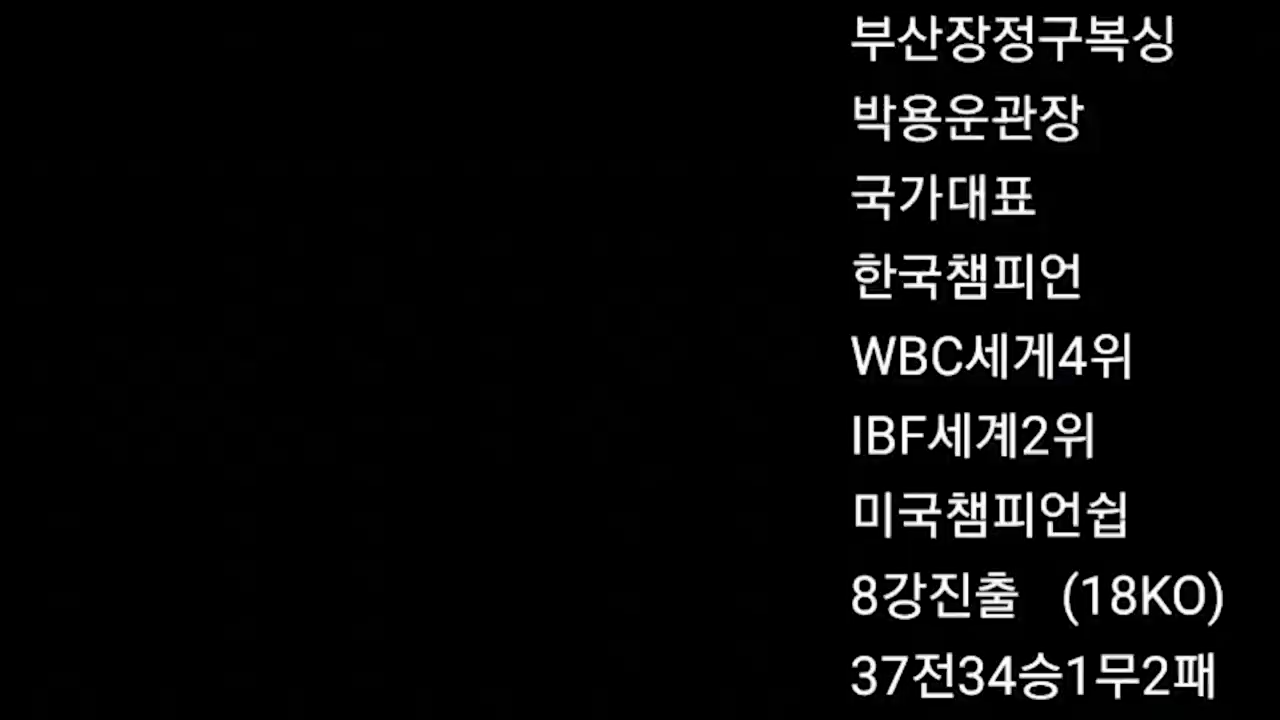 부산장정구복싱
박용운관장
국가대표
한국챔피언
WBC세게4위
IBF세계2위
미국챔피언쉽
8강진출 (18KO)
37전34승1무2패